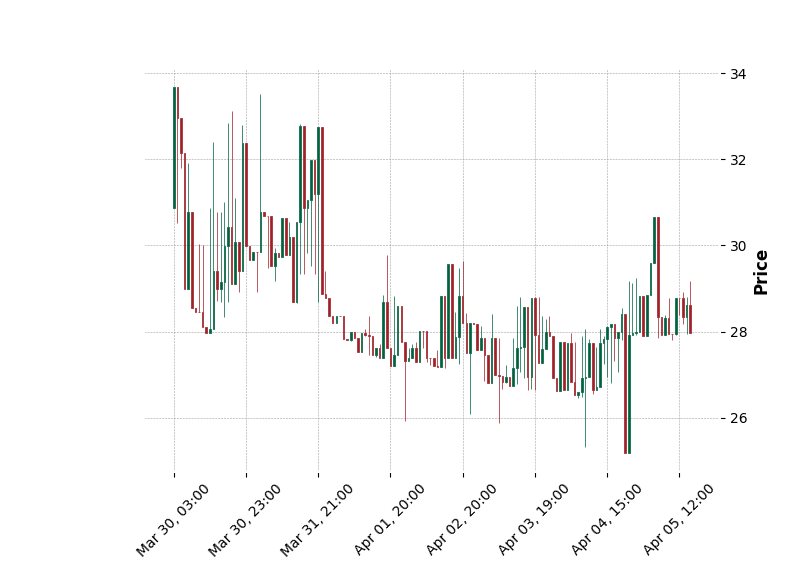 34
32
30
28
26
Price
Mar 30, 03:00
Mar 30, 23:00
Mar 31, 21:00
Apr 01, 20:00
Apr 02, 20:00
Apr 03, 19:00
Apr 04, 15:00
Apr 05, 12:00